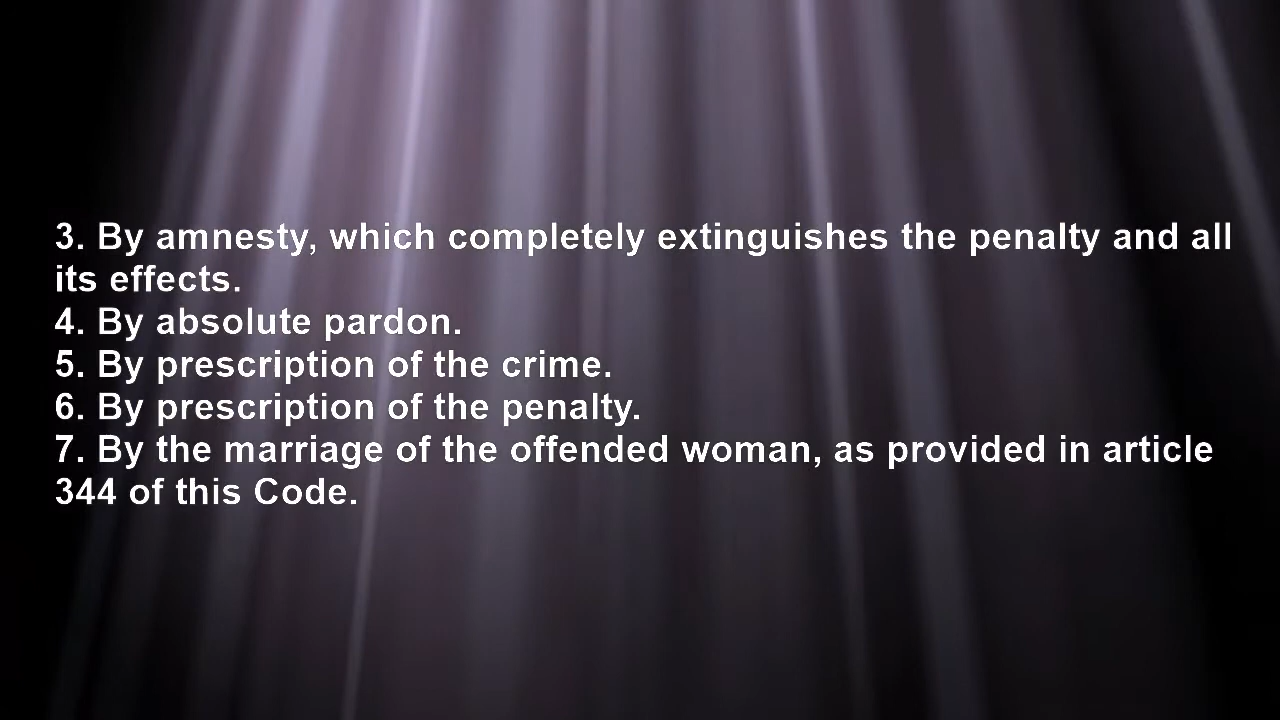 3. By amnesty, which completely extinguishes the penalty and all
its effects.
4. By absolute pardon.
5. By prescription of the crime.
6. By prescription of the penalty.
7. By the marriage of the offended woman, as provided in article
344 of this Code.